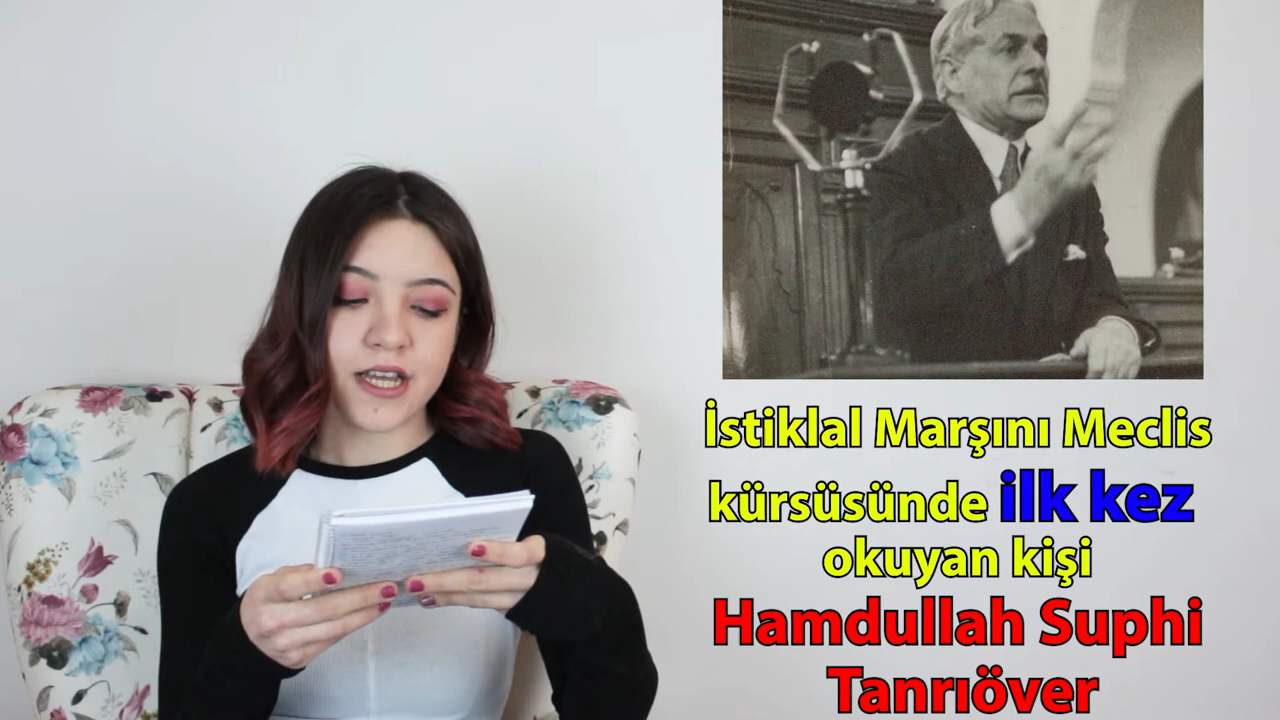 İstiklal Marşını Meclis
kürsüsünde ilk kez
okuyan kişi
Hamdullah Suphi
Tanrıöver